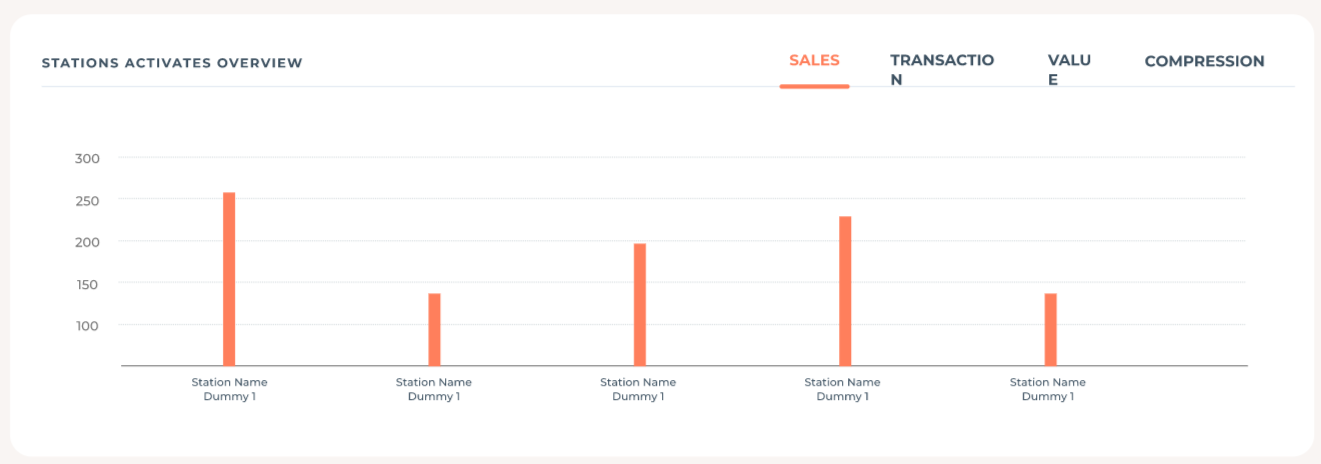 STATIONS ACTIVATES OVERVIEW
SALES
TRANSACTIO
N
VALU
E
COMPRESSION
300
250
200
150
100
Station Name
Dummy 1
Station Name
Dummy 1
Station Name
Dummy 1
Station Name
Dummy 1
Station Name
Dummy 1